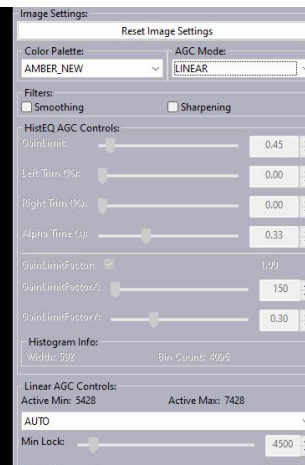 Image Settings:
Reset Image Settings
Color Palette: AGC Mode:
AMBER_NEW LINEAR
Filters:
Smoothing Sharpening
HistEQ AGC Controls:
GainLimit: 0.45
Left Trim (%): 0.00
Right Trim (%): 0.00
Alpha Time (s): 0.33
GainLimitFactor: 1.99
GainLimitFactorX: 150
GainLimitFactorY: 0.30
Histogram Info:
Width: 592 Bin Count: 4096
Linear AGC Controls:
Active Min: 5428 Active Max: 7428
AUTO
Min Lock: 4500